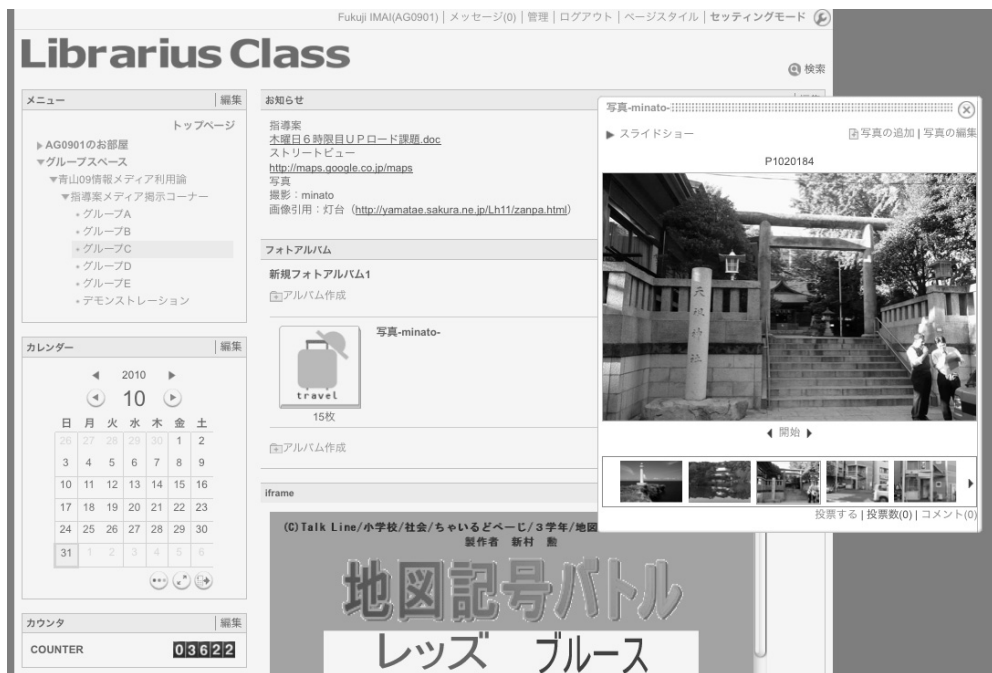 Fukuji IMAI(AG0901) | メッセージ(0) | 管理 | ログアウト | ページスタイル | セッティングモード
Librarius Class
検索
メニュー
編集
トップページ
AG0901のお部屋
グループスペース
青山09情報メディア利用論
指導案メディア掲示コーナー
グループA
グループB
グループC
グループD
グループE
デモンストレーション
カレンダー
編集
2010
10
日 月 火 水 木 金 土
26 27 28 29 30 1 2
3 4 5 6 7 8 9
10 11 12 13 14 15 16
17 18 19 20 21 22 23
24 25 26 27 28 29 30
31 1 2 3 4 5 6
カウンタ
編集
COUNTER 03622
お知らせ
指導案
木曜日6時限目UPロード課題.doc
ストリートビュー
http://maps.google.co.jp/maps
写真
撮影：minato
画像引用：灯台（http://yamatae.sakura.ne.jp/Lh11/zanpa.html）
フォトアルバム
新規フォトアルバム1
アルバム作成
写真-minato-
travel
15枚
アルバム作成
iframe
(C)Talk Line/小学校/社会/ちゃいるどぺーじ/3学年/地図
製作者 新村 勲
地図記号バトル
レッズ ブルース
写真-minato-
スライドショー
写真の追加 | 写真の編集
P1020184
天祖神社
開始
投票する | 投票数(0) | コメント(0)